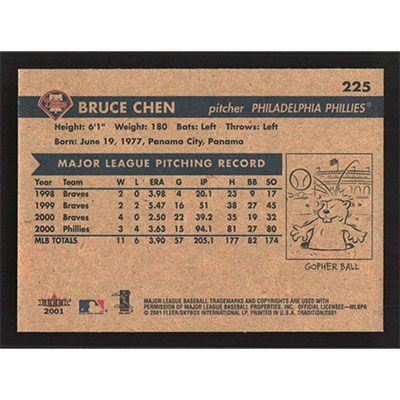 225
BRUCE CHEN pitcher PHILADELPHIA PHILLIES®
Height: 6'1" Weight: 180 Bats: Left Throws: Left
Born: June 19, 1977, Panama City, Panama
MAJOR LEAGUE PITCHING RECORD
Year Team W L ERA G IP H BB SO
1998 Braves 2 0 3.98 4 20.1 23 9 17
1999 Braves 2 2 5.47 16 51 38 27 45
2000 Braves 4 0 2.50 22 39.2 35 19 32
2000 Phillies 3 4 3.63 15 94.1 81 27 80
MLB TOTALS 11 6 3.90 57 205.1 177 82 174
GOPHER BALL
FLEER
2001
MAJOR LEAGUE BASEBALL TRADEMARKS AND COPYRIGHTS ARE USED WITH
PERMISSION OF MAJOR LEAGUE BASEBALL PROPERTIES, INC. OFFICIAL LICENSEE—MLBPA
© 2001 FLEER/SKYBOX INTERNATIONAL LP. PRINTED IN U.S.A. TRADITION/2001